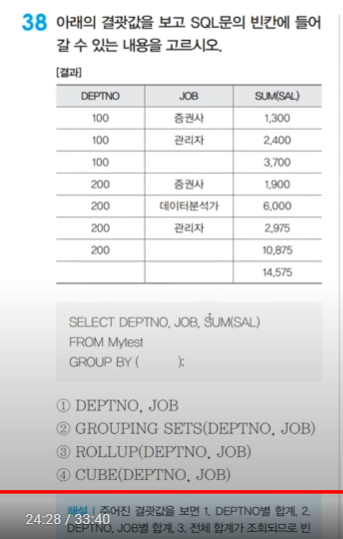 38 아래의 결괏값을 보고 SQL문의 빈칸에 들어
갈 수 있는 내용을 고르시오.
[결과]
DEPTNO JOB SUM(SAL)
100 증권사 1,300
100 관리자 2,400
100 3,700
200 증권사 1,900
200 데이터분석가 6,000
200 관리자 2,975
200 10,875
14,575
SELECT DEPTNO, JOB, SUM(SAL)
FROM Mytest
GROUP BY ( );
① DEPTNO, JOB
② GROUPING SETS(DEPTNO, JOB)
③ ROLLUP(DEPTNO, JOB)
④ CUBE(DEPTNO, JOB)
해설 | 주어진 결괏값을 보면 1. DEPTNO별 합계, 2.
24:28 / 33:40
DEPTNO, JOB별 합계, 3. 전체 합계가 조회되므로 빈